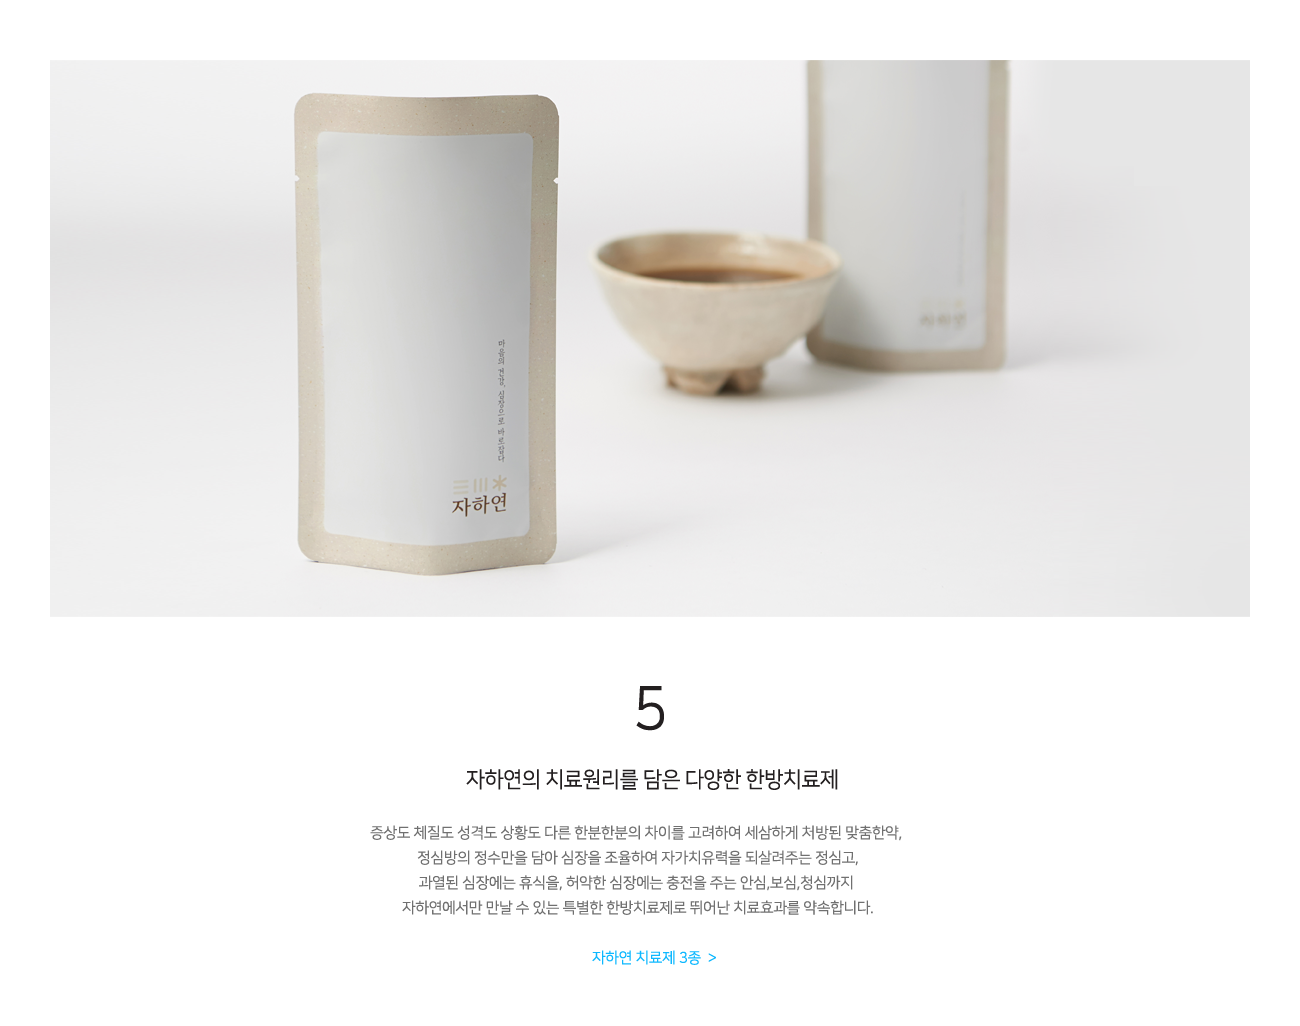 마음의 건강, 심장으로 바로잡다
자하연
자하연
5
자하연의 치료원리를 담은 다양한 한방치료제
증상도 체질도 성격도 상황도 다른 한분한분의 차이를 고려하여 세삼하게 처방된 맞춤한약,
정심방의 정수만을 담아 심장을 조율하여 자가치유력을 되살려주는 정심고,
과열된 심장에는 휴식을, 허약한 심장에는 충전을 주는 안심,보심,청심까지
자하연에서만 만날 수 있는 특별한 한방치료제로 뛰어난 치료효과를 약속합니다.
자하연 치료제 3종 >